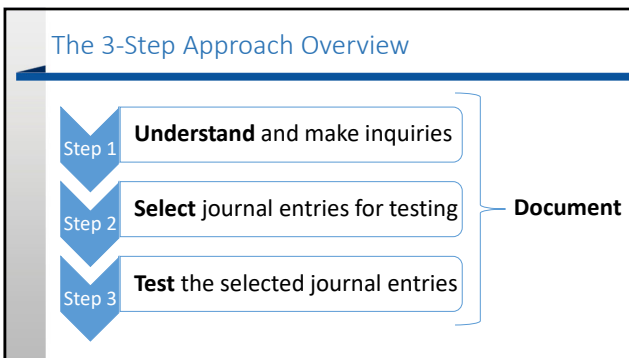 The 3-Step Approach Overview
Step 1
Understand and make inquiries
Step 2
Select journal entries for testing
Step 3
Test the selected journal entries
Document